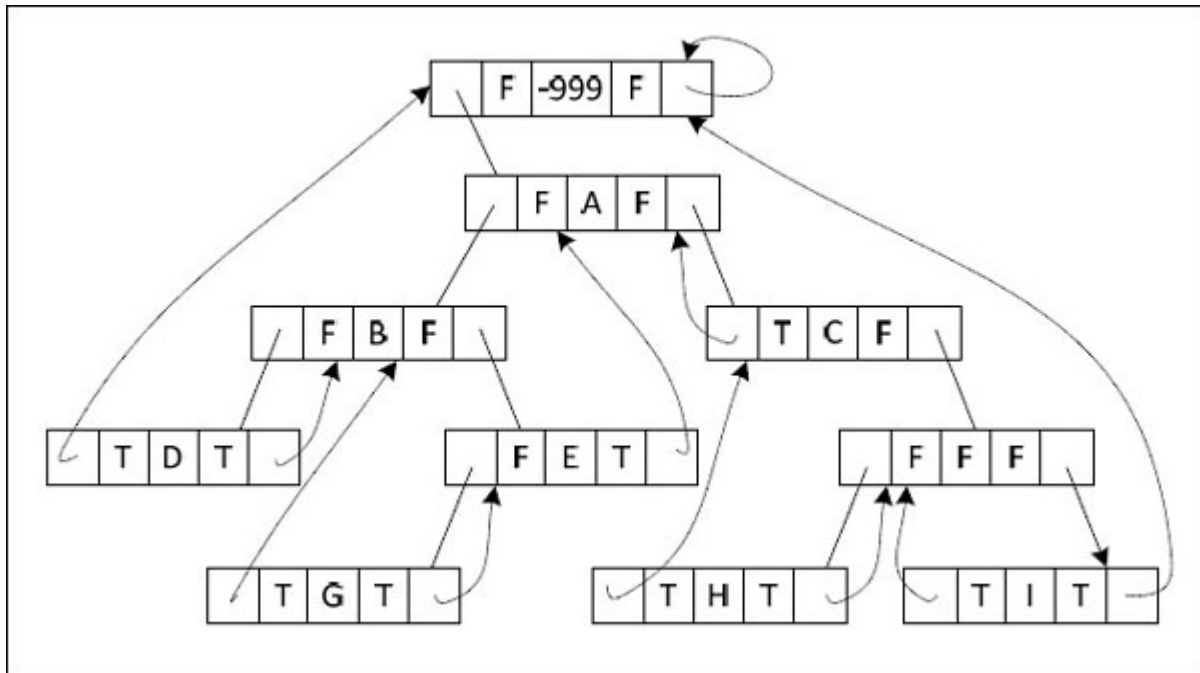 F -999 F
F A F
F B F
T C F
T D T
F E T
F F F
T G T
T H T
T I T